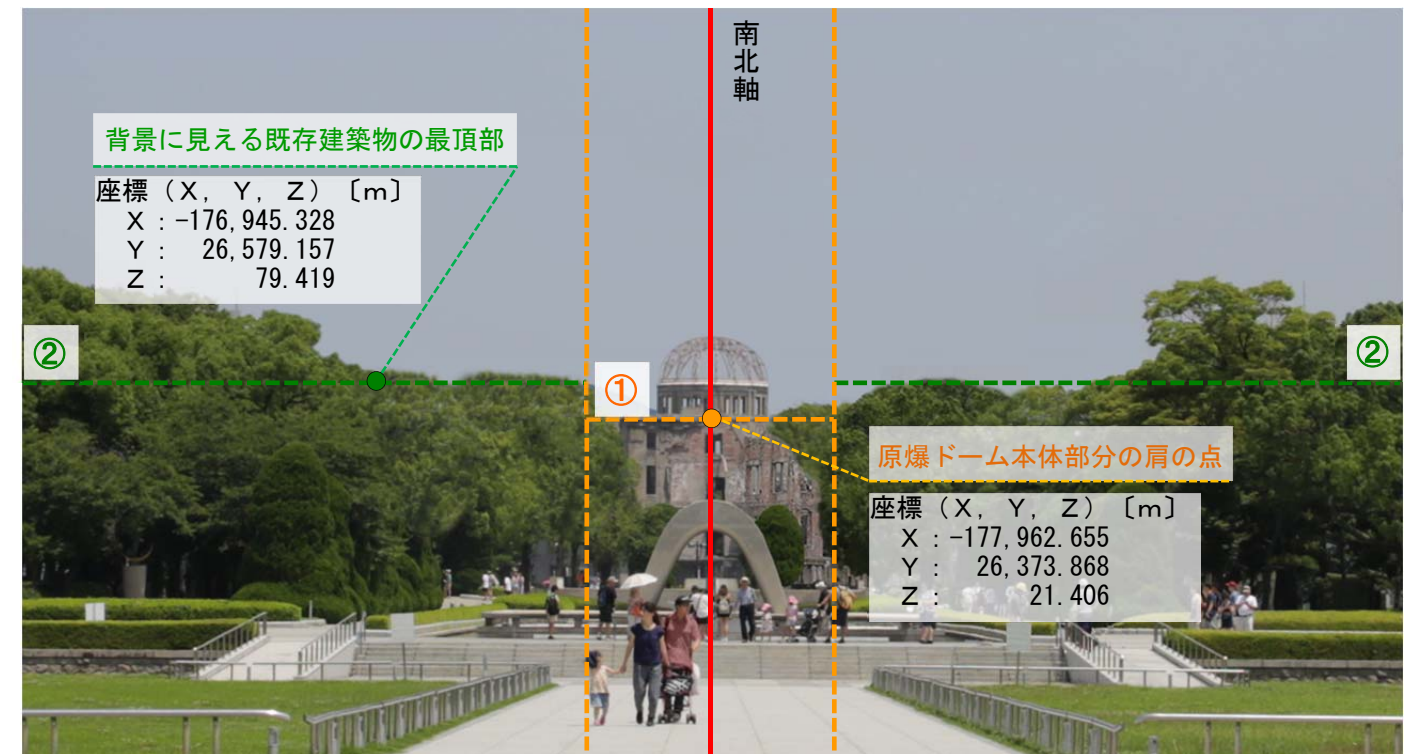 南北軸
背景に見える既存建築物の最頂部
座標（X, Y, Z）〔m〕
X：-176,945.328
Y： 26,579.157
Z： 79.419
②
②
①
原爆ドーム本体部分の肩の点
座標（X, Y, Z）〔m〕
X：-177,962.655
Y： 26,373.868
Z： 21.406